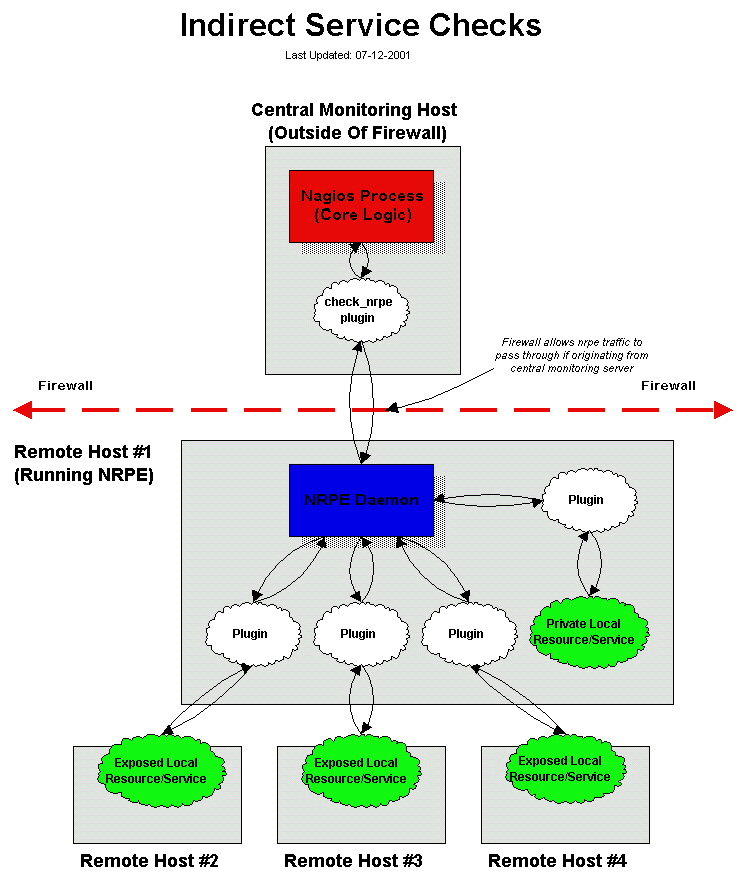 Indirect Service Checks
Last Updated: 07-12-2001
Central Monitoring Host
(Outside Of Firewall)
Nagios Process
(Core Logic)
check_nrpe
plugin
Firewall allows nrpe traffic to
pass through if originating from
central monitoring server
Firewall
Firewall
Remote Host #1
(Running NRPE)
NRPE Daemon
Plugin
Private Local
Resource/Service
Plugin
Plugin
Plugin
Exposed Local
Resource/Service
Exposed Local
Resource/Service
Exposed Local
Resource/Service
Remote Host #2
Remote Host #3
Remote Host #4